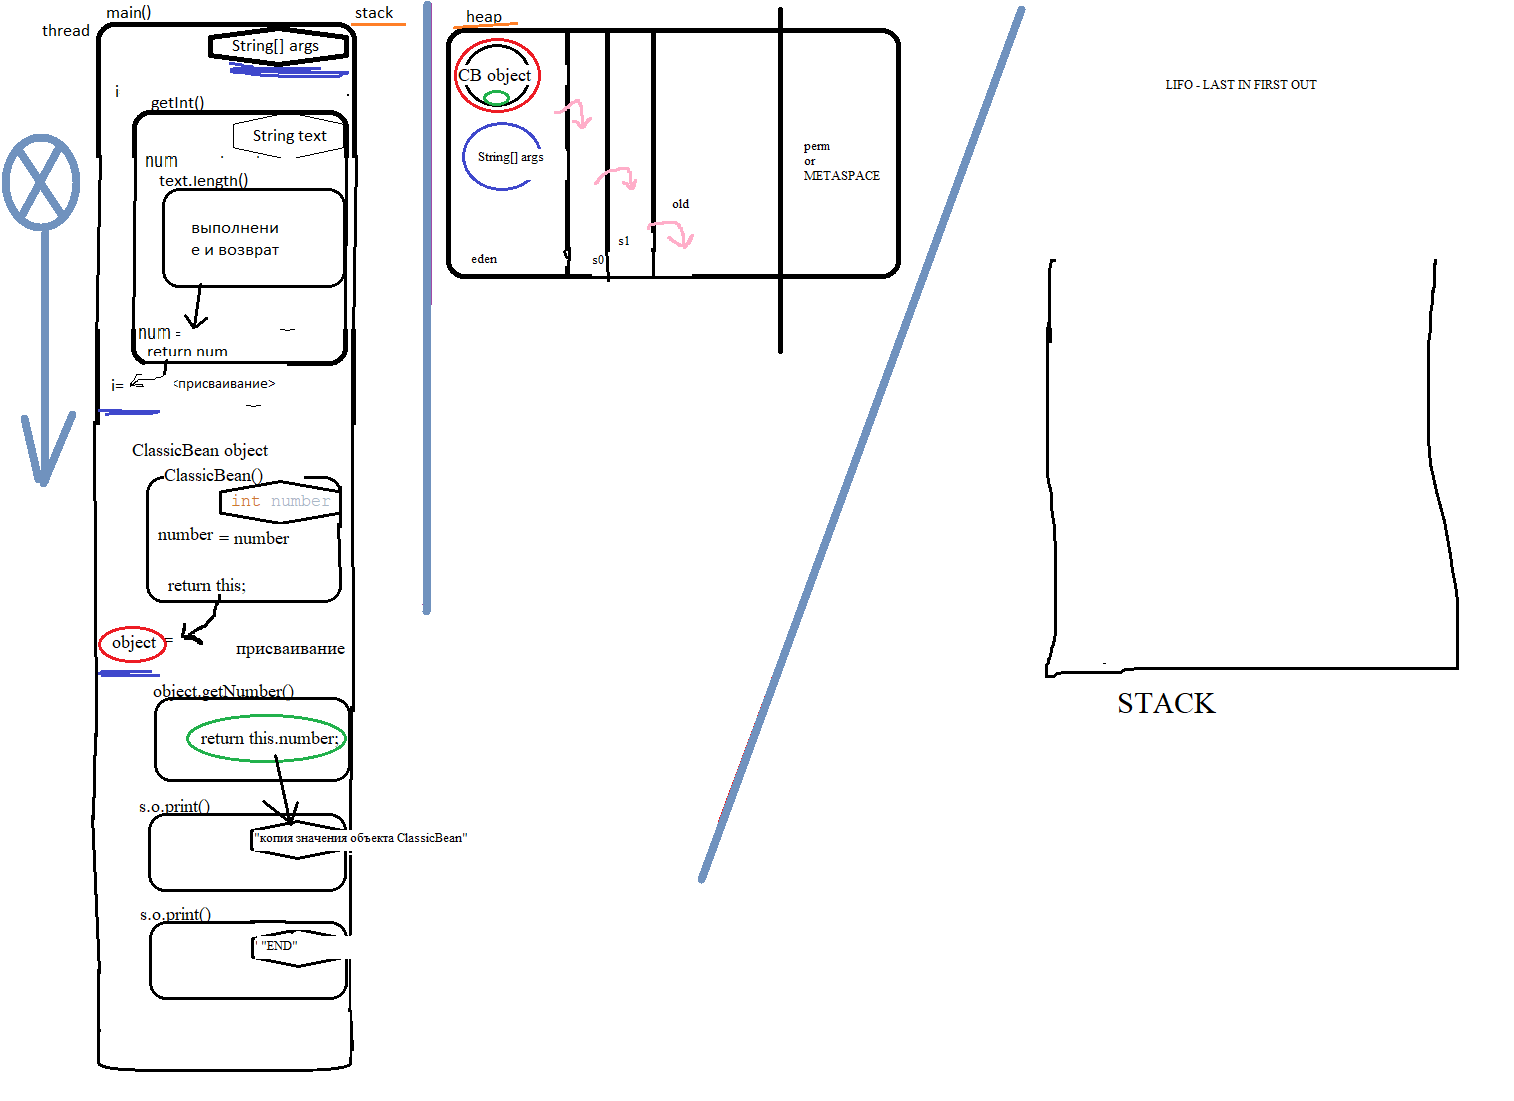 main()
stack
thread
String[] args
i
getInt()
String text
num
text.length()
выполнени
е и возврат
num =
return num
i= =
<присваивание>
ClassicBean object
ClassicBean()
int number
number = number
return this;
object =
присваивание
object.getNumber()
return this.number;
s.o.print()
"копия значения объекта ClassicBean"
s.o.print()
"END"
heap
CB object
String[] args
eden
s0
s1
old
perm
or
METASPACE
LIFO - LAST IN FIRST OUT
STACK